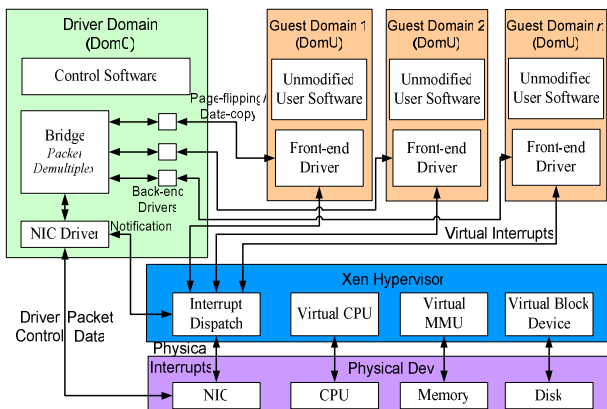 Driver Domain
(DomC)
Control Software
Page-flipping /
Data-copy
Bridge
Packet
Demultiplex
Back-end
Drivers
Notification
NIC Driver
Guest Domain 1
(DomU)
Unmodified
User Software
Front-end
Driver
Guest Domain 2
(DomU)
Unmodified
User Software
Front-end
Driver
Guest Domain n
(DomU)
Unmodified
User Software
Front-end
Driver
Virtual Interrupts
Xen Hypervisor
Interrupt
Dispatch
Virtual CPU
Virtual
MMU
Virtual Block
Device
Driver
Control
Packet
Data
Physica
Interrupts
Physical Dev
NIC
CPU
Memory
Disk